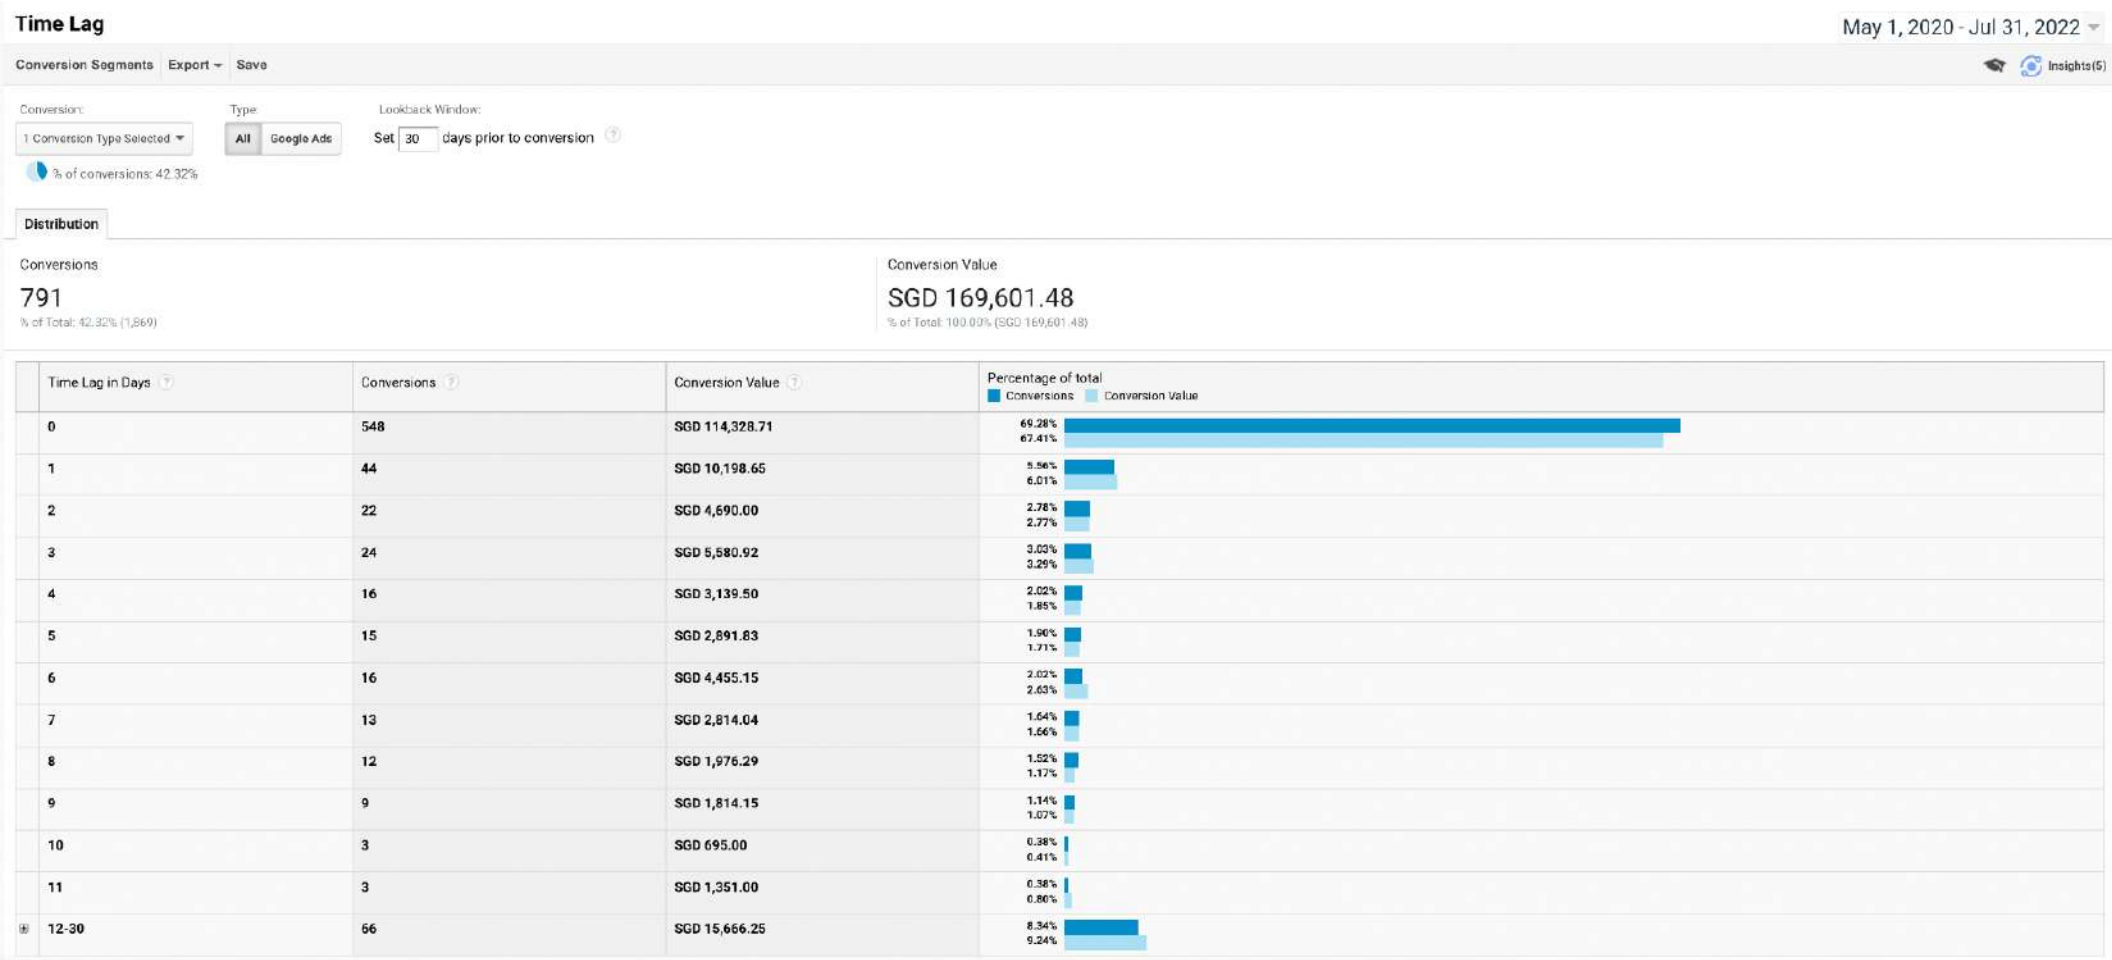 Time Lag
May 1, 2020 - Jul 31, 2022
Conversion Segments Export Save
Insights(5)
Conversion: Type: Lookback Window:
1 Conversion Type Selected All Google Ads Set 30 days prior to conversion ?
% of conversions: 42.32%
Distribution
Conversions Conversion Value
791 SGD 169,601.48
% of Total: 42.32% (1,869) % of Total: 100.00% (SGD 169,601.48)
Time Lag in Days ? Conversions ? Conversion Value ? Percentage of total
Conversions Conversion Value
0 548 SGD 114,328.71 69.28%
67.41%
1 44 SGD 10,198.65 5.56%
6.01%
2 22 SGD 4,690.00 2.78%
2.77%
3 24 SGD 5,580.92 3.03%
3.29%
4 16 SGD 3,139.50 2.02%
1.85%
5 15 SGD 2,891.83 1.90%
1.71%
6 16 SGD 4,455.15 2.02%
2.63%
7 13 SGD 2,814.04 1.64%
1.66%
8 12 SGD 1,976.29 1.52%
1.17%
9 9 SGD 1,814.15 1.14%
1.07%
10 3 SGD 695.00 0.38%
0.41%
11 3 SGD 1,351.00 0.38%
0.80%
12-30 66 SGD 15,666.25 8.34%
9.24%